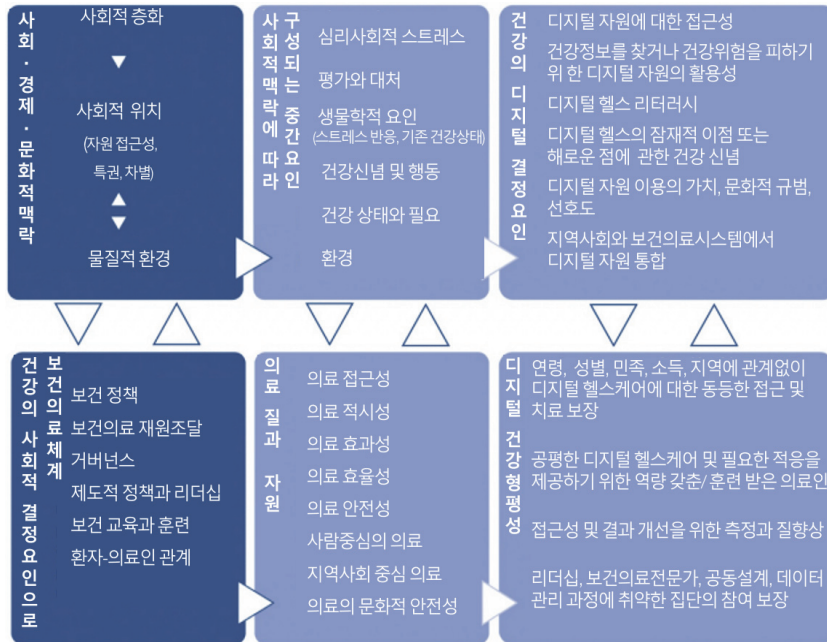 사회·경제·문화적맥락
사회적 층화
사회적 위치
(자원 접근성,
특권, 차별)
물질적 환경
사회적맥락에 따라
구성되는 중간요인
심리사회적 스트레스
평가와 대처
생물학적 요인
(스트레스 반응, 기존 건강상태)
건강신념 및 행동
건강 상태와 필요
환경
건강의 디지털 결정요인
디지털 자원에 대한 접근성
건강정보를 찾거나 건강위험을 피하기
위 한 디지털 자원의 활용성
디지털 헬스 리터러시
디지털 헬스의 잠재적 이점 또는
해로운 점에 관한 건강 신념
디지털 자원 이용의 가치, 문화적 규범,
선호도
지역사회와 보건의료시스템에서
디지털 자원 통합
건강의 사회적 결정요인으로
보건의료체계
보건 정책
보건의료 재원조달
거버넌스
제도적 정책과 리더십
보건 교육과 훈련
환자-의료인 관계
의료 질과 자원
의료 접근성
의료 적시성
의료 효과성
의료 효율성
의료 안전성
사람중심의 의료
지역사회 중심 의료
의료의 문화적 안전성
디지털 건강형평성
연령, 성별, 민족, 소득, 지역에 관계없이
디지털 헬스케어에 대한 동등한 접근 및
치료 보장
공평한 디지털 헬스케어 및 필요한 적응을
제공하기 위한 역량 갖춘/ 훈련 받은 의료인
접근성 및 결과 개선을 위한 측정과 질향상
리더십, 보건의료전문가, 공동설계, 데이터
관리 과정에 취약한 집단의 참여 보장